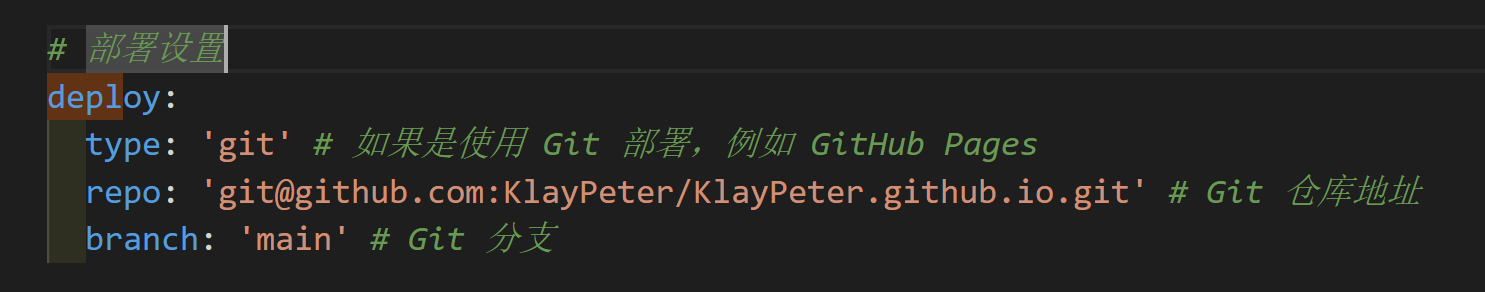 # 部署设置
deploy:
  type: 'git' # 如果是使用 Git 部署，例如 GitHub Pages
  repo: 'git@github.com:KlayPeter/KlayPeter.github.io.git' # Git 仓库地址
  branch: 'main' # Git 分支